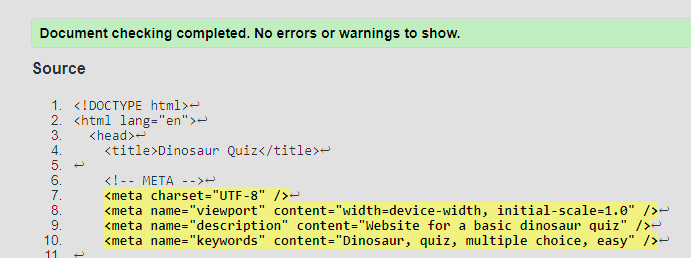 Document checking completed. No errors or warnings to show.
Source
1. <!DOCTYPE html>↩
2. <html lang="en">↩
3. <head>↩
4. <title>Dinosaur Quiz</title>↩
5. ↩
6. <!-- META -->↩
7. <meta charset="UTF-8" />↩
8. <meta name="viewport" content="width=device-width, initial-scale=1.0" />↩
9. <meta name="description" content="Website for a basic dinosaur quiz" />↩
10. <meta name="keywords" content="Dinosaur, quiz, multiple choice, easy" />↩
11. ↩